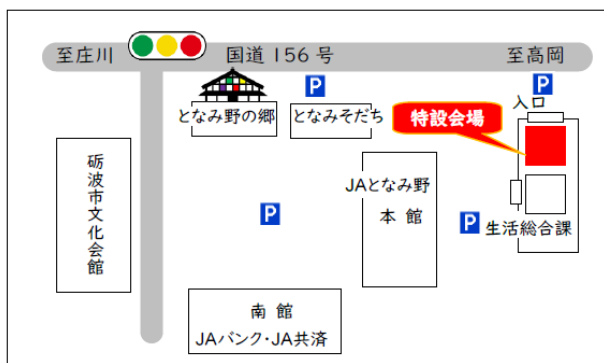 至庄川
国道156号
至高岡
P
P
入口
となみ野の郷
となみそだち
特設会場
砺波市文化会館
JAとなみ野
本館
P
P
生活総合課
南館
JAバンク・JA共済